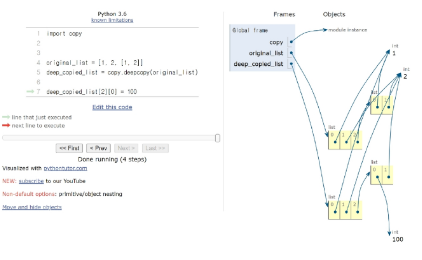 Python 3.6
known limitations
1 import copy
2
3
4 original_list = [1, 2, [1, 2]]
5 deep_copied_list = copy.deepcopy(original_list)
6
7 deep_copied_list[2][0] = 100
Edit this code
line that just executed
next line to execute
<< First
< Prev
Next >
Last >>
Done running (4 steps)
Visualized with pythontutor.com
NEW: subscribe to our YouTube
Non-default options: primitive/object nesting
Move and hide objects
Frames
Objects
Global frame
copy
original_list
deep_copied_list
module instance
int
1
int
2
list
0 1
list
0 1 2
list
0 1
list
0 1 2
int
100